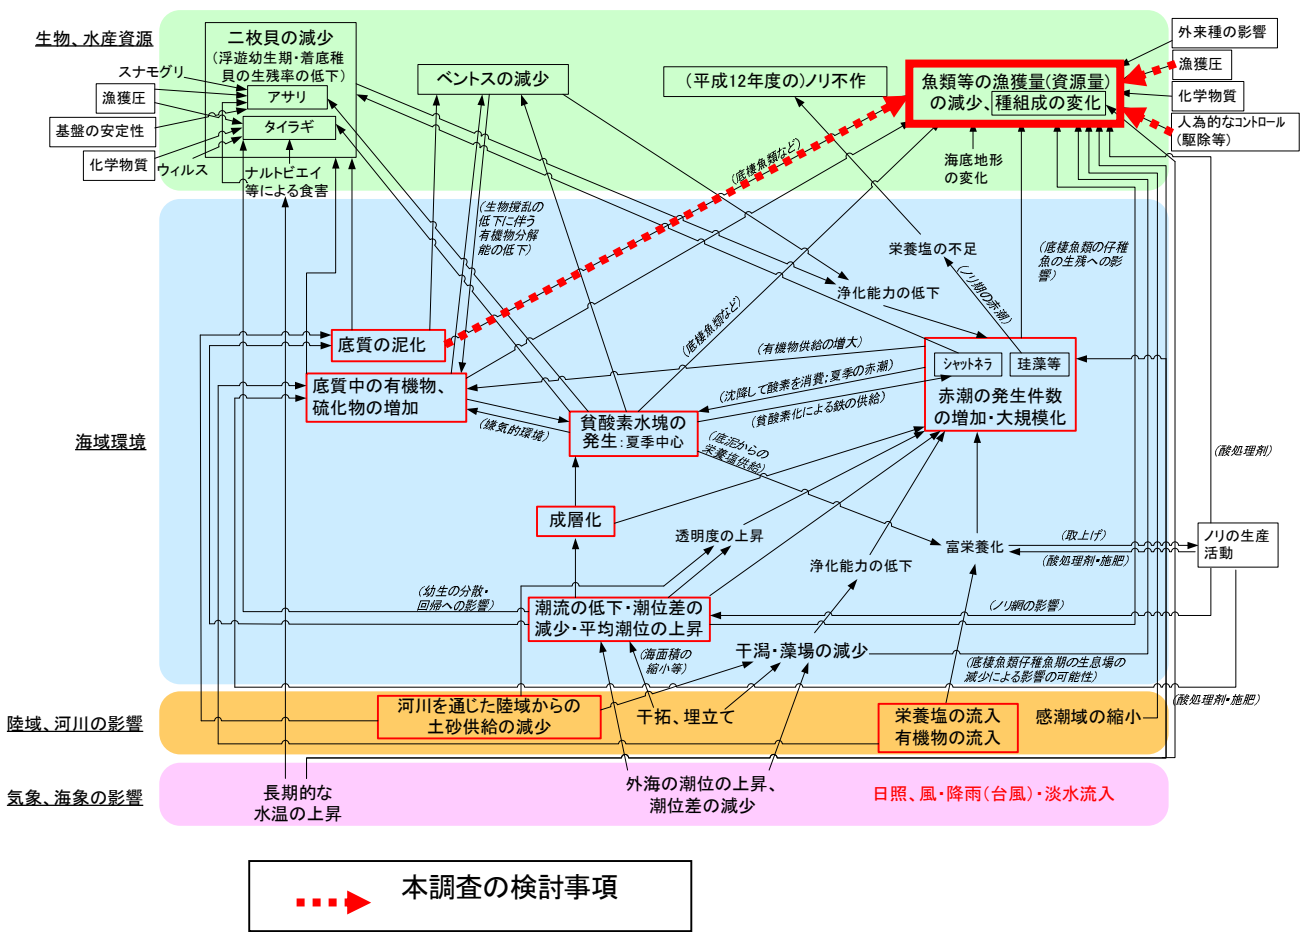 生物、水産資源
二枚貝の減少
(浮遊幼生期・着底稚
貝の生残率の低下)
スナモグリ
アサリ
漁獲圧
タイラギ
基盤の安定性
化学物質
ウィルス
ナルトビエイ
等による食害
ベントスの減少
(平成12年度の)ノリ不作
魚類等の漁獲量(資源量)
の減少、種組成の変化
外来種の影響
漁獲圧
化学物質
人為的なコントロール
(駆除等)
海底地形
の変化
(底棲魚類など)
海域環境
(生物撹乱の
低下に伴う
有機物分解
能の低下)
栄養塩の不足
(底棲魚類の仔稚
魚の生残への影
響)
浄化能力の低下
(ノリ期の赤潮)
(底棲魚類など)
底質の泥化
(有機物供給の増大)
シャットネラ
珪藻等
底質中の有機物、
硫化物の増加
(沈降して酸素を消費;夏季の赤潮)
赤潮の発生件数
の増加・大規模化
(貧酸素化による鉄の供給)
貧酸素水塊の
発生:夏季中心
(嫌気的環境)
(底泥からの
栄養塩供給)
(酸処理剤)
成層化
透明度の上昇
富栄養化
(取上げ)
ノリの生産
活動
(酸処理剤・施肥)
浄化能力の低下
(幼生の分散・
回帰への影響)
潮流の低下・潮位差の
減少・平均潮位の上昇
(ノリ網の影響)
(海面積の
縮小等)
干潟・藻場の減少
(底棲魚類仔稚魚期の生息場の
減少による影響の可能性)
(酸処理剤・施肥)
陸域、河川の影響
河川を通じた陸域からの
土砂供給の減少
干拓、埋立て
栄養塩の流入
有機物の流入
感潮域の縮小
気象、海象の影響
長期的な
水温の上昇
外海の潮位の上昇、
潮位差の減少
日照、風・降雨(台風)・淡水流入
本調査の検討事項